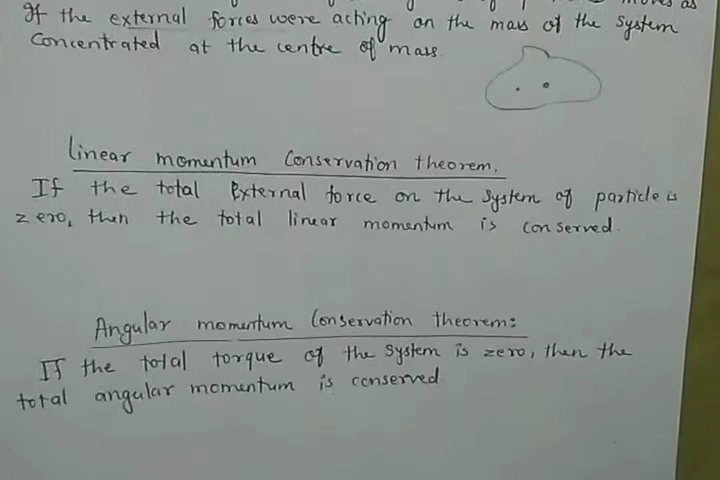 moves as
If the external forces were acting on the mass of the system
Concentrated at the centre of mass.
Linear momentum Conservation theorem.
If the total External force on the system of particle is
zero, then the total linear momentum is conserved.
Angular momentum Conservation theorem:
If the total torque of the system is zero, then the
total angular momentum is conserved